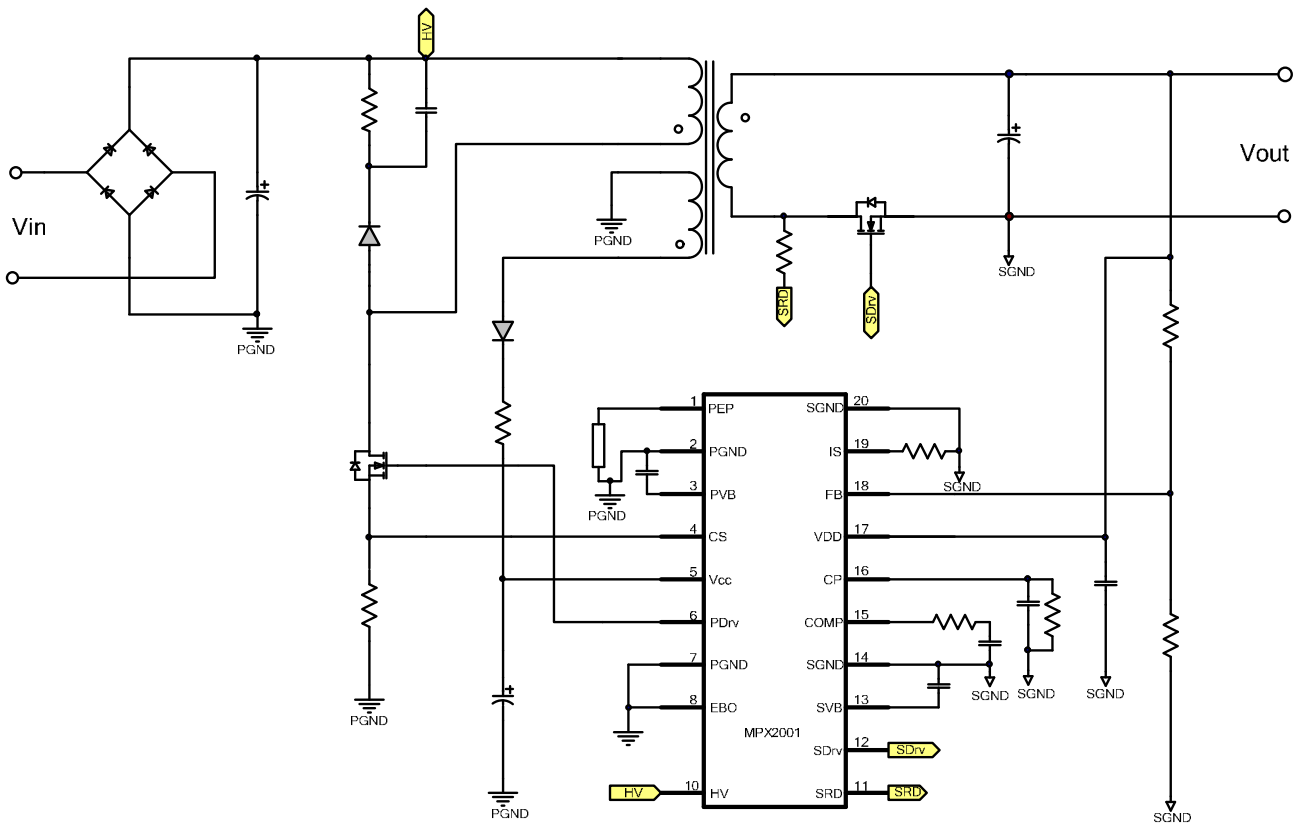 HV
Vin
Vout
PGND
PGND
SRD
SDrv
SGND
1 PEP
2 PGND
3 PVB
4 CS
5 Vcc
6 PDrv
7 PGND
8 EBO
10 HV
HV
MPX2001
SGND 20
IS 19
FB 18
VDD 17
CP 16
COMP 15
SGND 14
SVB 13
SDrv 12
SRD 11
SDrv
SRD
PGND
SGND
SGND
SGND
SGND
PGND
PGND
SGND